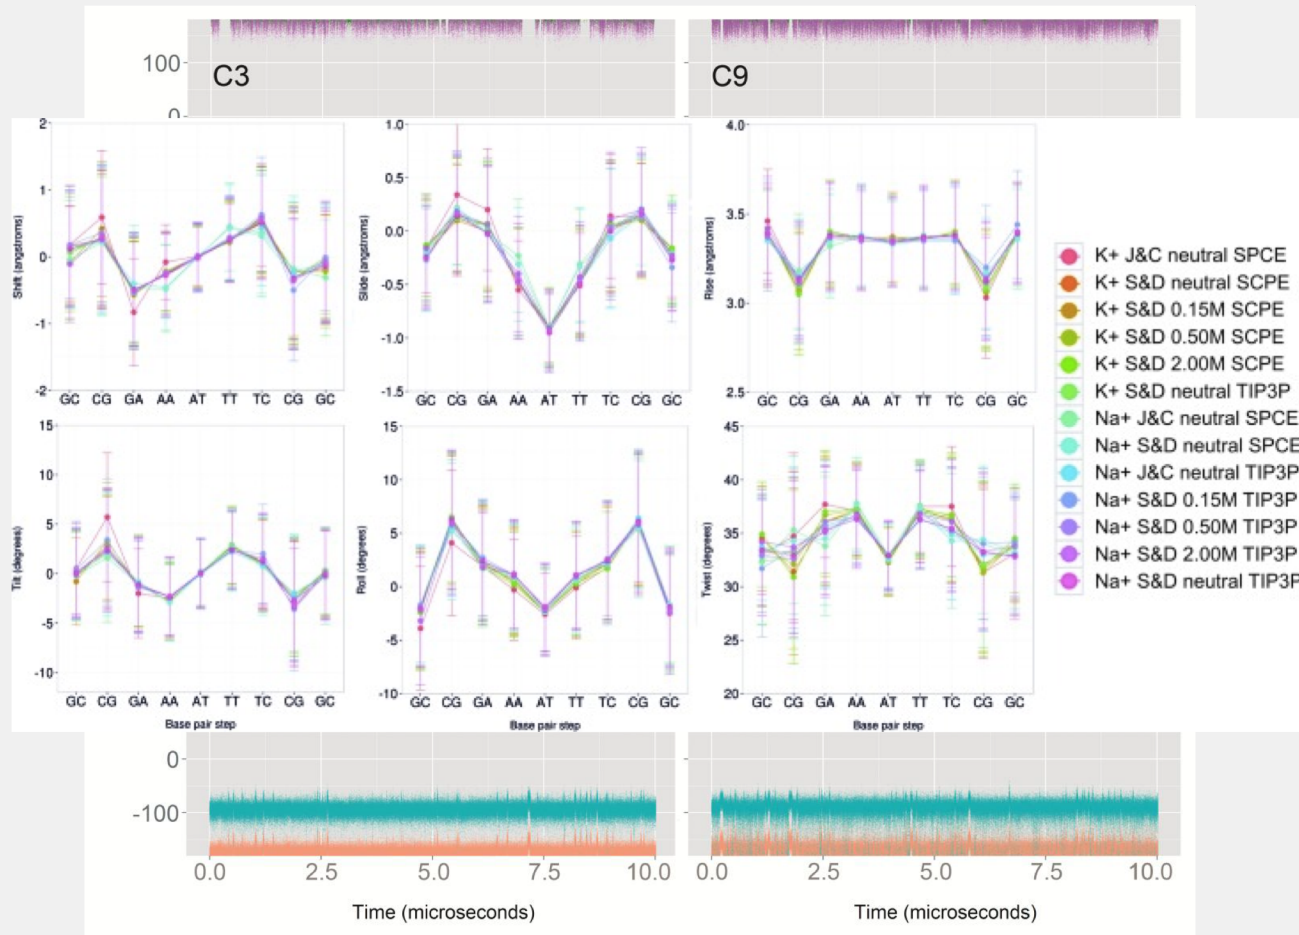 100
0
C3
C9
2
1
0
-1
-2
Shift (angstroms)
GC CG GA AA AT TT TC CG GC
1.0
0.5
0.0
-0.5
-1.0
-1.5
Slide (angstroms)
GC CG GA AA AT TT TC CG GC
4.0
3.5
3.0
2.5
Rise (angstroms)
GC CG GA AA AT TT TC CG GC
15
10
5
0
-5
-10
Tilt (degrees)
GC CG GA AA AT TT TC CG GC
Base pair step
15
10
5
0
-5
-10
Roll (degrees)
GC CG GA AA AT TT TC CG GC
Base pair step
45
40
35
30
25
20
Twist (degrees)
GC CG GA AA AT TT TC CG GC
Base pair step
K+ J&C neutral SPCE
K+ S&D neutral SCPE
K+ S&D 0.15M SCPE
K+ S&D 0.50M SCPE
K+ S&D 2.00M SCPE
K+ S&D neutral TIP3P
Na+ J&C neutral SPCE
Na+ S&D neutral SPCE
Na+ J&C neutral TIP3P
Na+ S&D 0.15M TIP3P
Na+ S&D 0.50M TIP3P
Na+ S&D 2.00M TIP3P
Na+ S&D neutral TIP3P
0
-100
0.0 2.5 5.0 7.5 10.0
Time (microseconds)
0.0 2.5 5.0 7.5 10.0
Time (microseconds)